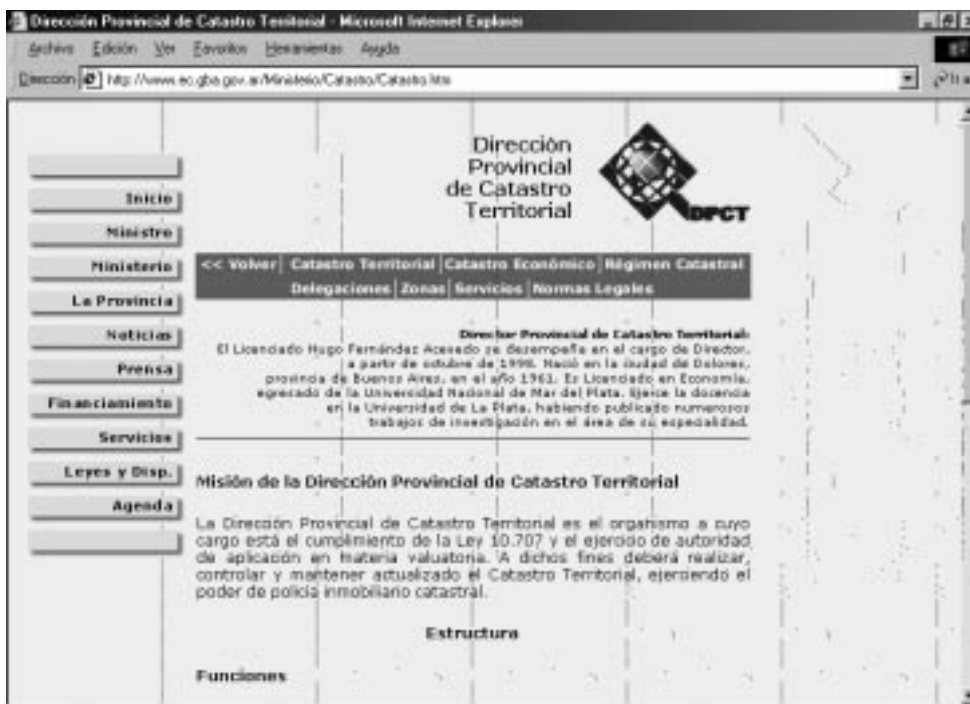 Dirección Provincial de Catastro Territorial - Microsoft Internet Explorer
Archivo Edición Ver Favoritos Herramientas Ayuda
Dirección http://www.ec.gba.gov.ar/Ministerio/Catastro/Catastro.htm
Dirección
Provincial
de Catastro
Territorial
DPCT
Inicio
Ministro
Ministerio
La Provincia
Noticias
Prensa
Financiamiento
Servicios
Leyes y Disp.
Agenda
<< Volver| Catastro Territorial |Catastro Económico |Régimen Catastral
Delegaciones| Zonas| Servicios |Normas Legales
Director Provincial de Catastro Territorial:
El Licenciado Hugo Fernández Acevedo se desempeña en el cargo de Director,
a partir de octubre de 1998. Nació en la ciudad de Dolores,
provincia de Buenos Aires, en el año 1961. Es Licenciado en Economía,
egresado de la Universidad Nacional de Mar del Plata. Ejerce la docencia
en la Universidad de La Plata, habiendo publicado numerosos
trabajos de investigación en el área de su especialidad.
Misión de la Dirección Provincial de Catastro Territorial
La Dirección Provincial de Catastro Territorial es el organismo a cuyo
cargo está el cumplimiento de la Ley 10.707 y el ejercicio de autoridad
de aplicación en materia valuatoria. A dichos fines deberá realizar,
controlar y mantener actualizado el Catastro Territorial, ejerciendo el
poder de policía inmobiliario catastral.
Estructura
Funciones